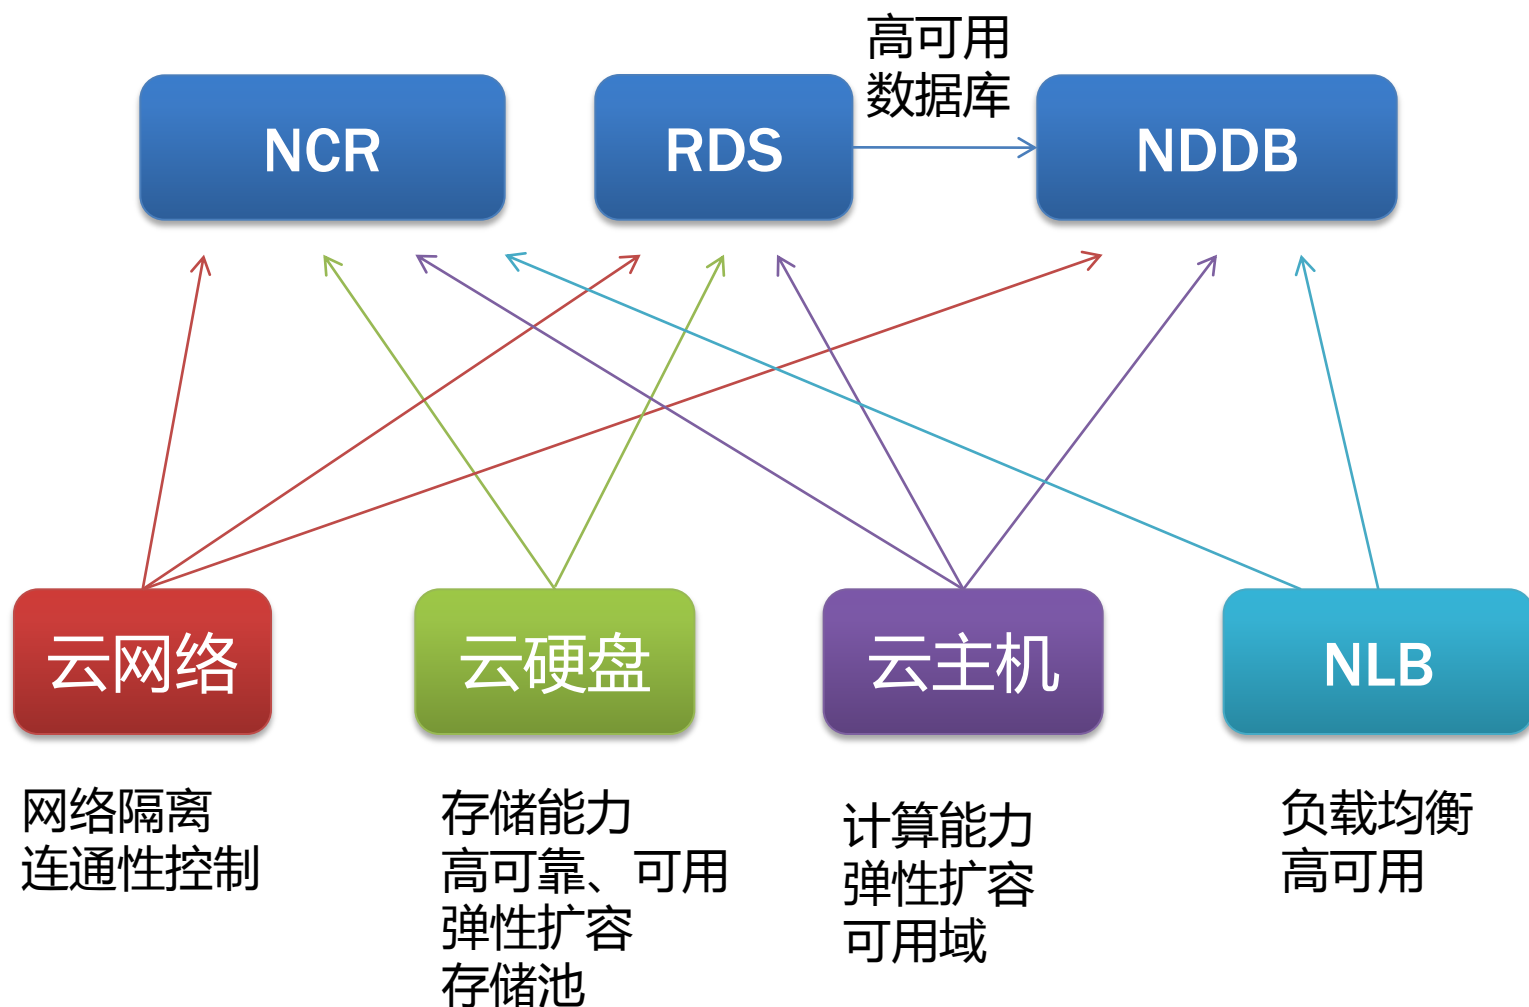 高可用
数据库
NCR
RDS
NDDB
云网络
云硬盘
云主机
NLB
网络隔离
连通性控制
存储能力
高可靠、可用
弹性扩容
存储池
计算能力
弹性扩容
可用域
负载均衡
高可用